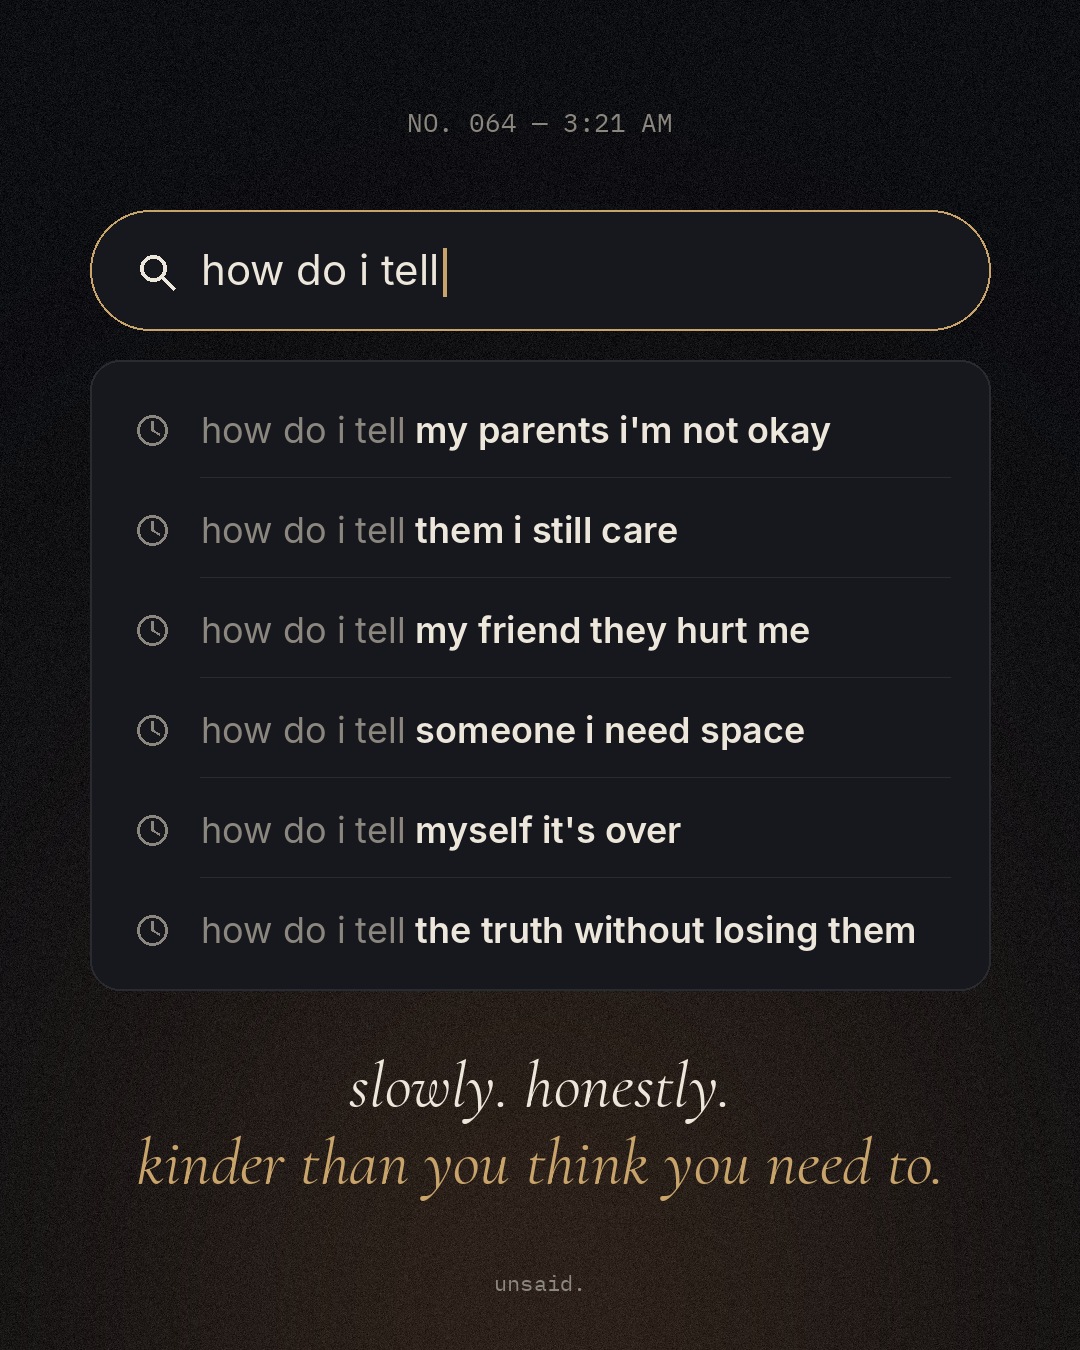 NO. 064 — 3:21 AM
how do i tell
how do i tell my parents i'm not okay
how do i tell them i still care
how do i tell my friend they hurt me
how do i tell someone i need space
how do i tell myself it's over
how do i tell the truth without losing them
slowly. honestly.
kinder than you think you need to.
unsaid.